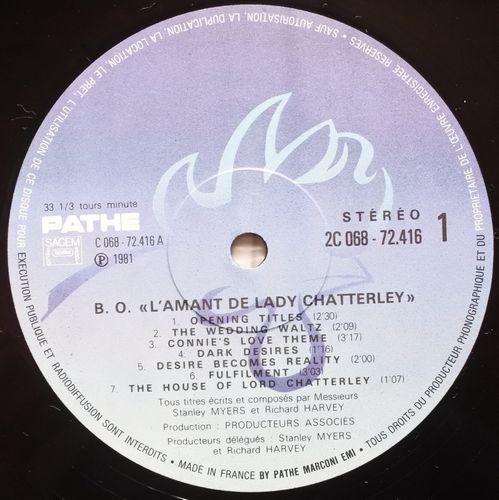 33 1/3 tours minute
PATHE
SACEM
C 068 - 72.416 A
Ⓟ 1981
STÉRÉO
2C 068 - 72.416
1
B. O. «L'AMANT DE LADY CHATTERLEY»
1. OPENING TITLES (2'30)
2. THE WEDDING WALTZ (2'09)
3. CONNIE'S LOVE THEME (3'17)
4. DARK DESIRES (1'16)
5. DESIRE BECOMES REALITY (2'00)
6. FULFILMENT (3'03)
7. THE HOUSE OF LORD CHATTERLEY (1'07)
Tous titres écrits et composés par Messieurs
Stanley MYERS et Richard HARVEY
Production : PRODUCTEURS ASSOCIÉS
Producteurs délégués : Stanley MYERS
et Richard HARVEY
• MADE IN FRANCE BY PATHE MARCONI EMI • TOUS DROITS DU PRODUCTEUR PHONOGRAPHIQUE ET DU PROPRIETAIRE DE L'ŒUVRE ENREGISTREE RESERVES • SAUF AUTORISATION, LA DUPLICATION, LA LOCATION, LE PRET, L'UTILISATION DE CE DISQUE POUR EXECUTION PUBLIQUE ET RADIODIFFUSION SONT INTERDITS